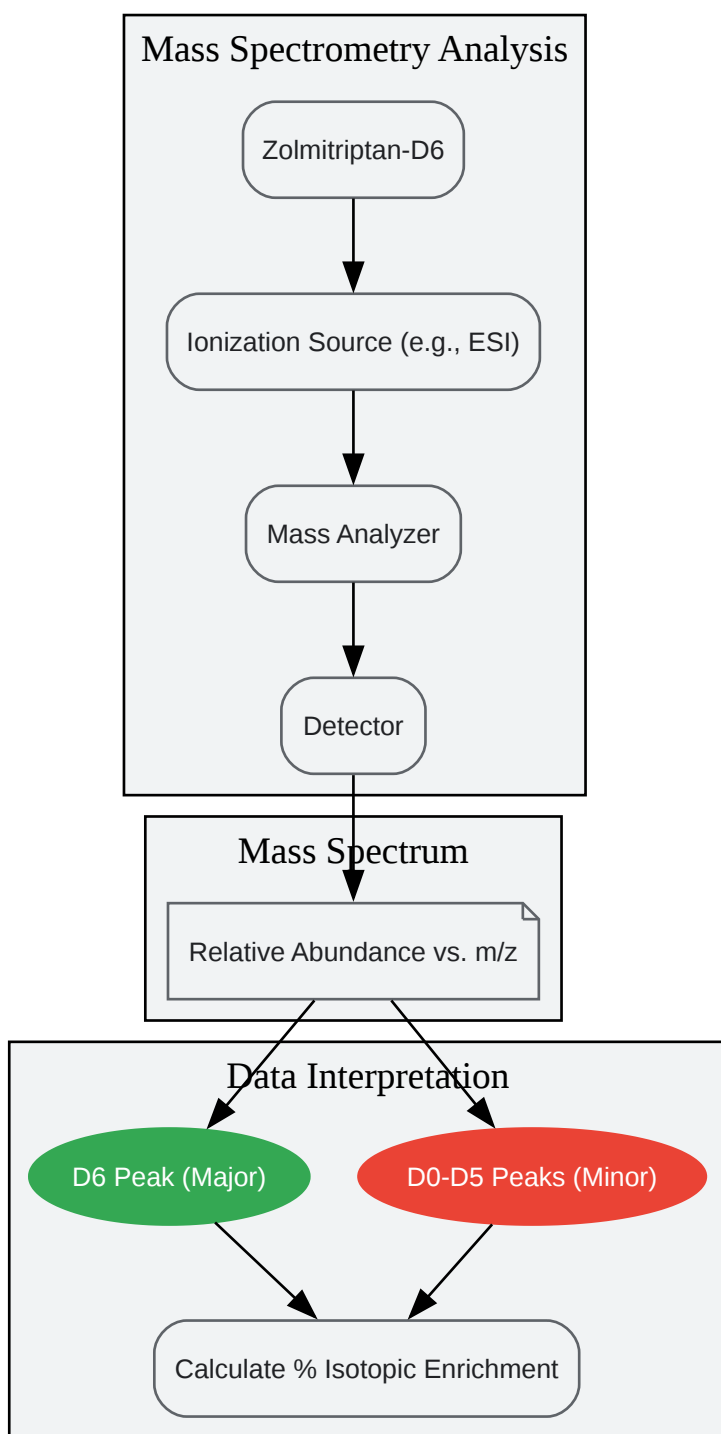 Mass Spectrometry Analysis
Zolmitriptan-D6
Ionization Source (e.g., ESI)
Mass Analyzer
Detector
Mass Spectrum
Relative Abundance vs. m/z
Data Interpretation
D6 Peak (Major)
D0-D5 Peaks (Minor)
Calculate % Isotopic Enrichment